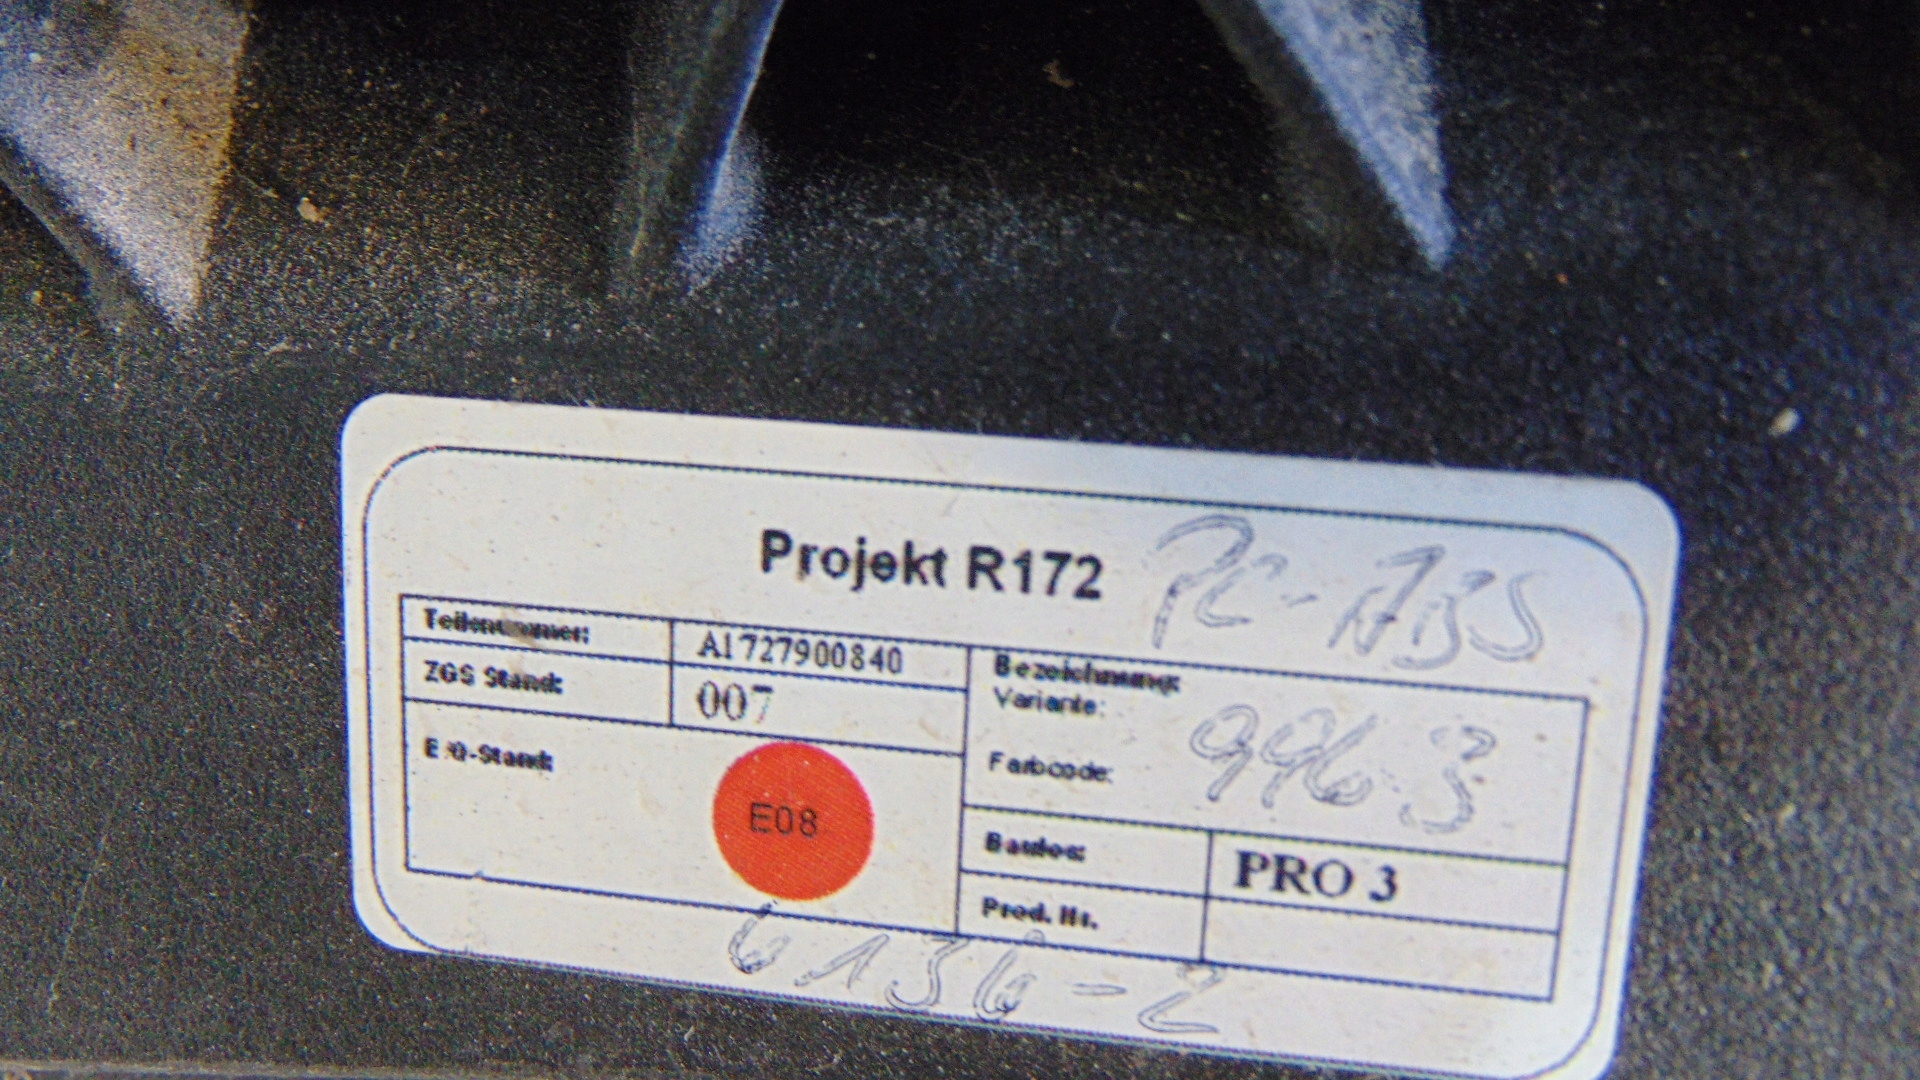 Projekt R172 PC-ABS
Teilenummer: A1727900840
ZGS Stand: 007
E/Q-Stand: E08
Bezeichnung:
Variante:
Farbcode: 9963
Baulos: PRO 3
Prod. Nr.
6136-2